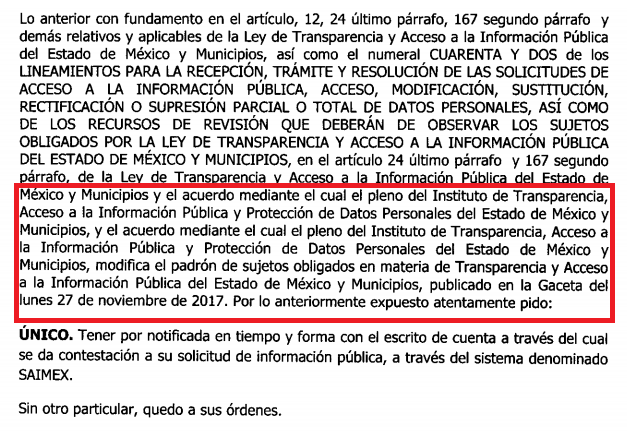 Lo anterior con fundamento en el artículo, 12, 24 último párrafo, 167 segundo párrafo y
demás relativos y aplicables de la Ley de Transparencia y Acceso a la Información Pública
del Estado de México y Municipios, así como el numeral CUARENTA Y DOS de los
LINEAMIENTOS PARA LA RECEPCIÓN, TRÁMITE Y RESOLUCIÓN DE LAS SOLICITUDES DE
ACCESO A LA INFORMACIÓN PÚBLICA, ACCESO, MODIFICACIÓN, SUSTITUCIÓN,
RECTIFICACIÓN O SUPRESIÓN PARCIAL O TOTAL DE DATOS PERSONALES, ASÍ COMO
DE LOS RECURSOS DE REVISIÓN QUE DEBERÁN DE OBSERVAR LOS SUJETOS
OBLIGADOS POR LA LEY DE TRANSPARENCIA Y ACCESO A LA INFORMACIÓN PÚBLICA
DEL ESTADO DE MÉXICO Y MUNICIPIOS, en el artículo 24 último párrafo y 167 segundo
párrafo, de la Ley de Transparencia y Acceso a la Información Pública del Estado de
México y Municipios y el acuerdo mediante el cual el pleno del Instituto de Transparencia,
Acceso a la Información Pública y Protección de Datos Personales del Estado de México y
Municipios, y el acuerdo mediante el cual el pleno del Instituto de Transparencia, Acceso a
la Información Pública y Protección de Datos Personales del Estado de México y
Municipios, modifica el padrón de sujetos obligados en materia de Transparencia y Acceso
a la Información Pública del Estado de México y Municipios, publicado en la Gaceta del
lunes 27 de noviembre de 2017. Por lo anteriormente expuesto atentamente pido:
ÚNICO. Tener por notificada en tiempo y forma con el escrito de cuenta a través del cual
se da contestación a su solicitud de información pública, a través del sistema denominado
SAIMEX.
Sin otro particular, quedo a sus órdenes.